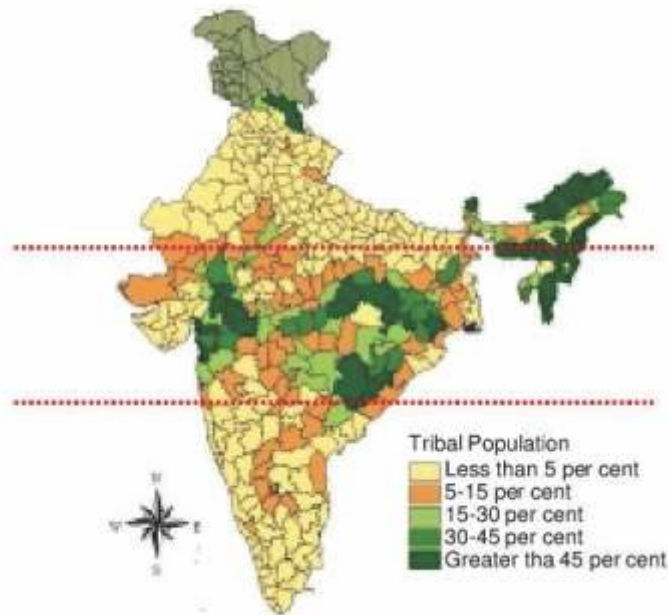 Tribal Population
Less than 5 per cent
5-15 per cent
15-30 per cent
30-45 per cent
Greater tha 45 per cent
N
W
E
S